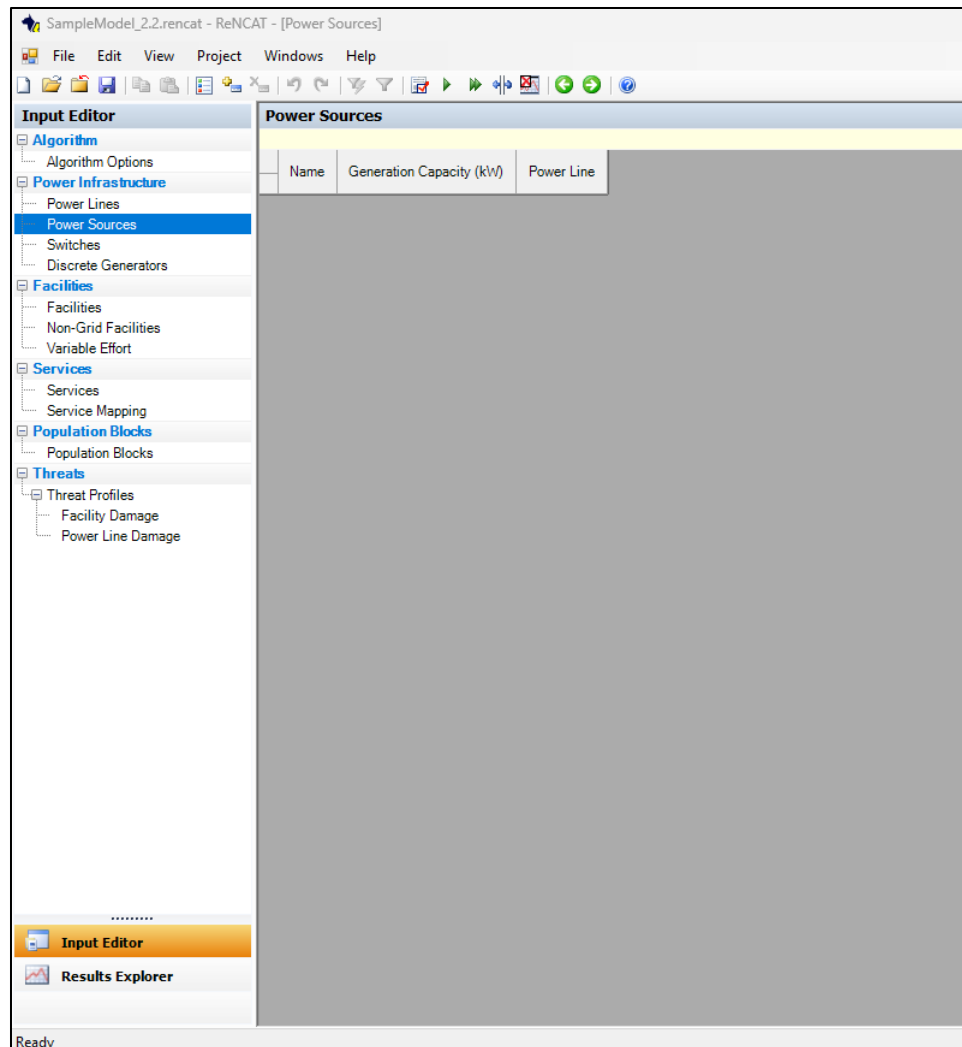 SampleModel_2.2.rencat - ReNCAT - [Power Sources]
File Edit View Project Windows Help
Input Editor
Power Sources
Algorithm
Algorithm Options
Power Infrastructure
Power Lines
Power Sources
Switches
Discrete Generators
Facilities
Facilities
Non-Grid Facilities
Variable Effort
Services
Services
Service Mapping
Population Blocks
Population Blocks
Threats
Threat Profiles
Facility Damage
Power Line Damage
Name Generation Capacity (kW) Power Line
Input Editor
Results Explorer
Ready